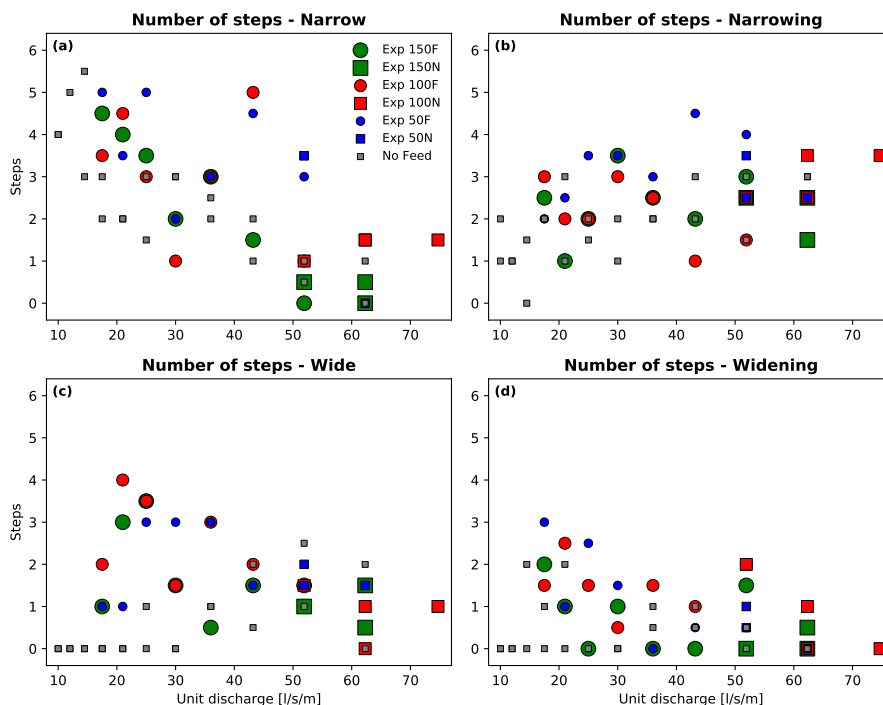 Number of steps - Narrow
Number of steps - Narrowing
(a)
Exp 150F
Exp 150N
Exp 100F
Exp 100N
Exp 50F
Exp 50N
No Feed
(b)
6
5
4
3
2
1
0
Steps
10 20 30 40 50 60 70
6
5
4
3
2
1
0
10 20 30 40 50 60 70
Number of steps - Wide
Number of steps - Widening
(c)
(d)
6
5
4
3
2
1
0
Steps
10 20 30 40 50 60 70
Unit discharge [l/s/m]
6
5
4
3
2
1
0
10 20 30 40 50 60 70
Unit discharge [l/s/m]